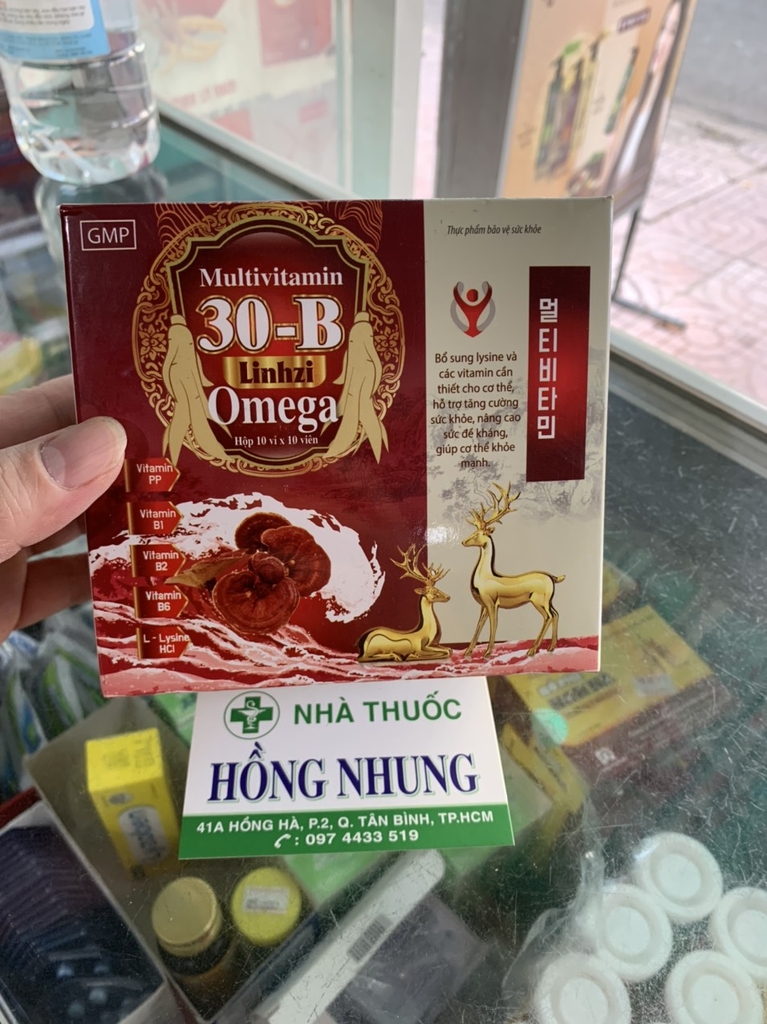 GMP
Multivitamin
30-B
Linhzi
Omega
Hộp 10 vỉ x 10 viên
Vitamin
PP
Vitamin
B1
Vitamin
B2
Vitamin
B6
L - Lysine
HCl
Thực phẩm bảo vệ sức khỏe
Bổ sung lysine và
các vitamin cần
thiết cho cơ thể,
hỗ trợ tăng cường
sức khỏe, nâng cao
sức đề kháng,
giúp cơ thể khỏe
mạnh.
멀티비타민
NHÀ THUỐC
HỒNG NHUNG
41A HỒNG HÀ, P.2, Q. TÂN BÌNH, TP.HCM
: 097 4433 519